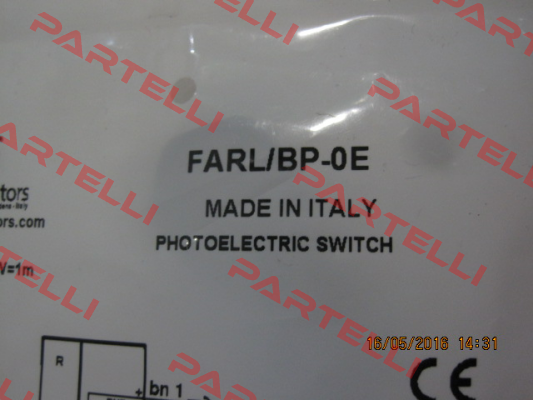 PARTELLI
PARTELLI
PARTELLI
PARTELLI
PARTELLI
PARTELLI
FARL/BP-0E
MADE IN ITALY
PHOTOELECTRIC SWITCH
tors
ors.com
=1m
16/05/2016 14:31
R
+ bn 1
CE